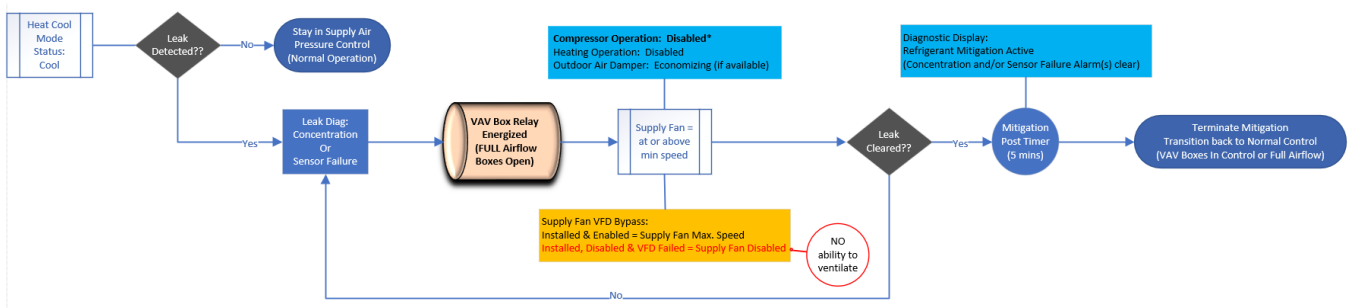 Heat Cool
Mode
Status:
Cool
Leak
Detected??
No
Stay in Supply Air
Pressure Control
(Normal Operation)
Yes
Leak Diag:
Concentration
Or
Sensor Failure
VAV Box Relay
Energized
(FULL Airflow
Boxes Open)
Compressor Operation: Disabled*
Heating Operation: Disabled
Outdoor Air Damper: Economizing (if available)
Supply Fan =
at or above
min speed
Supply Fan VFD Bypass:
Installed & Enabled = Supply Fan Max. Speed
Installed, Disabled & VFD Failed = Supply Fan Disabled
NO
ability to
ventilate
Leak
Cleared??
No
Yes
Diagnostic Display:
Refrigerant Mitigation Active
(Concentration and/or Sensor Failure Alarm(s) clear)
Mitigation
Post Timer
(5 mins)
Terminate Mitigation
Transition back to Normal Control
(VAV Boxes In Control or Full Airflow)